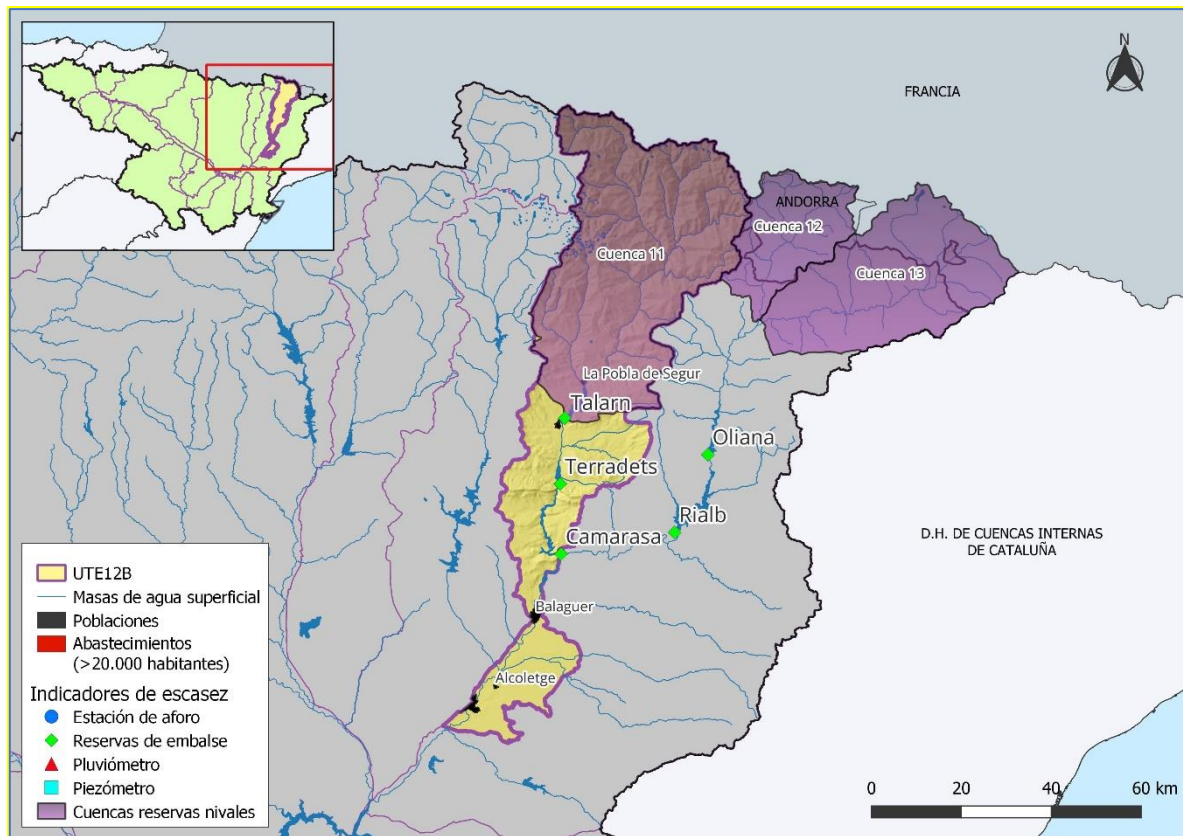 N
FRANCIA
ANDORRA
Cuenca 12
Cuenca 11
Cuenca 13
La Pobla de Segur
Talarn
Oliana
Terradets
Rialb
Camarasa
D.H. DE CUENCAS INTERNAS
DE CATALUÑA
Balaguer
Alcoletge
UTE12B
Masas de agua superficial
Poblaciones
Abastecimientos
(>20.000 habitantes)
Indicadores de escasez
Estación de aforo
Reservas de embalse
Pluviómetro
Piezómetro
Cuencas reservas nivales
0 20 40 60 km